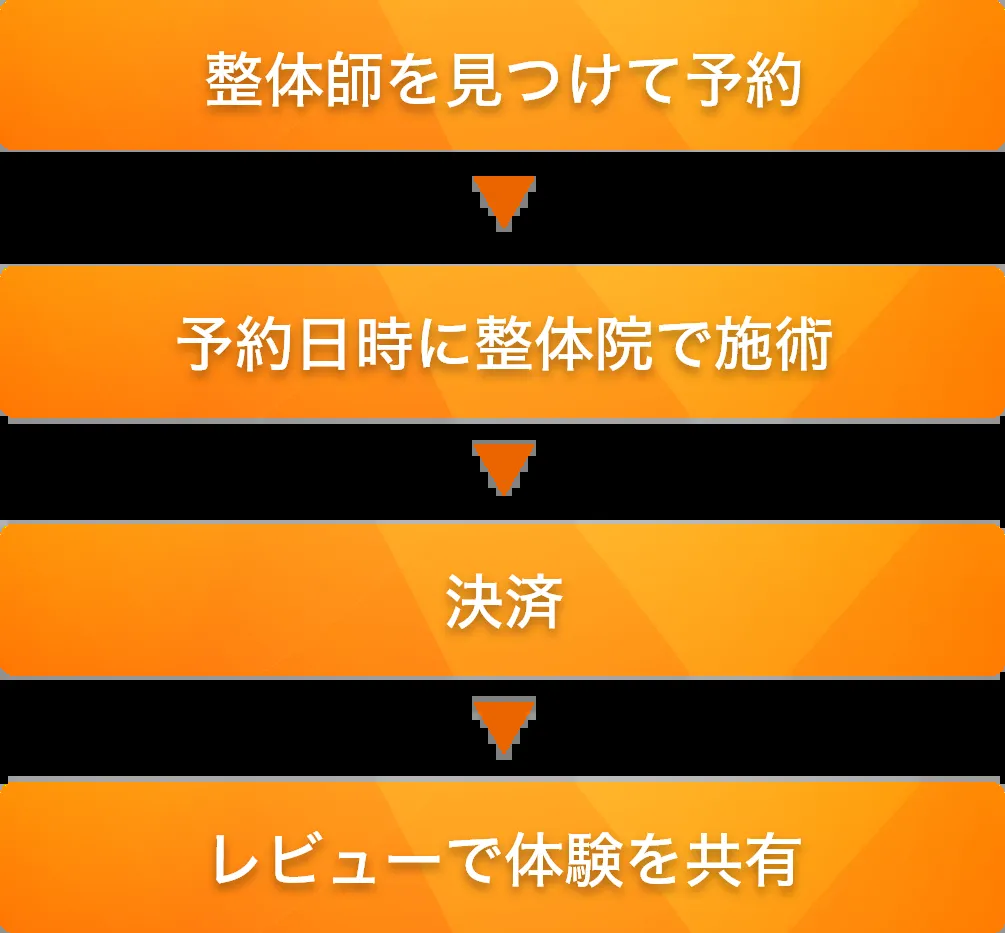 整体師を見つけて予約
予約日時に整体院で施術
決済
レビューで体験を共有